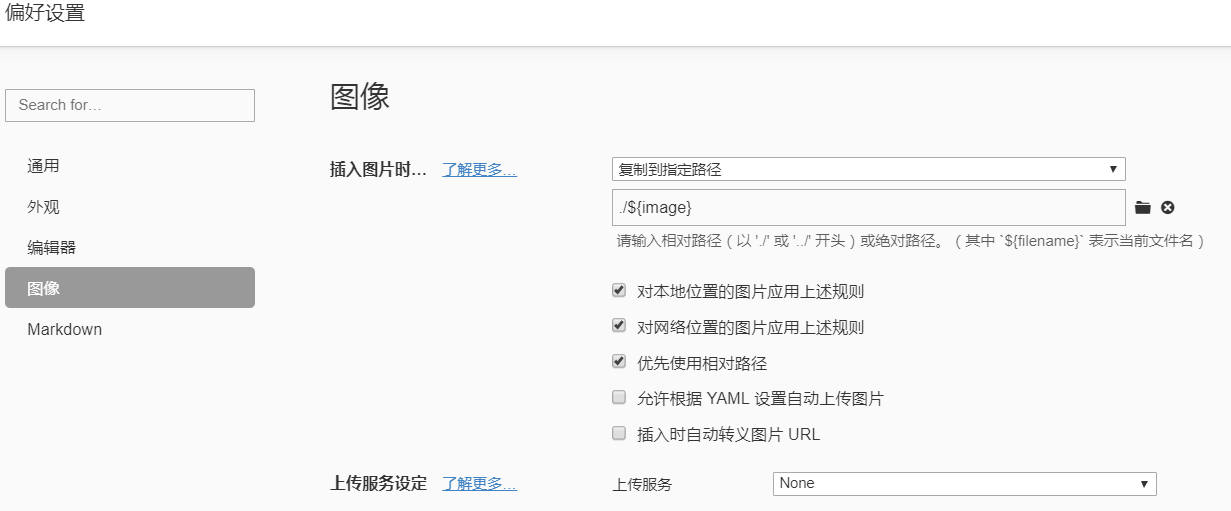 偏好设置
Search for...
通用
外观
编辑器
图像
Markdown
图像
插入图片时... 了解更多... 复制到指定路径
./${image}
请输入相对路径（以 './' 或 '../' 开头）或绝对路径。（其中 `${filename}` 表示当前文件名）
对本地位置的图片应用上述规则
对网络位置的图片应用上述规则
优先使用相对路径
允许根据 YAML 设置自动上传图片
插入时自动转义图片 URL
上传服务设定 了解更多... 上传服务 None